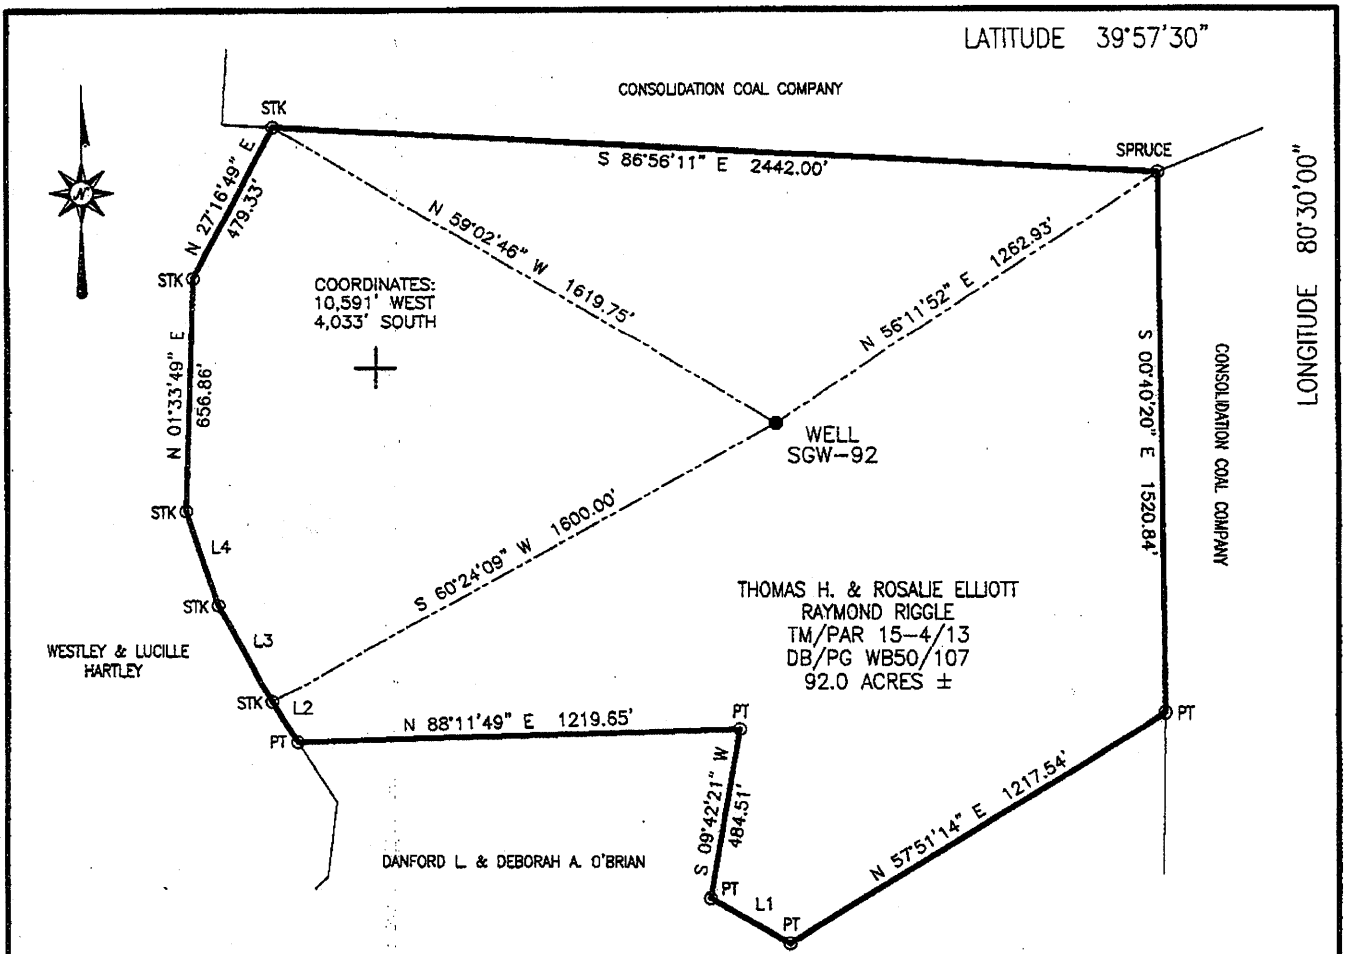 LATITUDE 39°57'30"
CONSOLIDATION COAL COMPANY
STK
SPRUCE
S 86°56'11" E 2442.00'
LONGITUDE 80°30'00"
N 27°16'49" E
479.33'
N 59°02'46" W 1619.75'
N 56°11'52" E 1262.93'
N
STK
COORDINATES:
10,591' WEST
4,033' SOUTH
N 01°33'49" E
656.86'
S 00°40'20" E 1520.84'
CONSOLIDATION COAL COMPANY
WELL
SGW-92
STK
L4
S 60°24'09" W 1600.00'
STK
L3
THOMAS H. & ROSALIE ELLIOTT
RAYMOND RIGGLE
TM/PAR 15-4/13
DB/PG WB50/107
92.0 ACRES ±
WESTLEY & LUCILLE
HARTLEY
STK
L2
PT
N 88°11'49" E 1219.65'
PT
PT
S 09°42'21" W
484.51'
N 57°51'14" E 1217.54'
DANFORD L. & DEBORAH A. O'BRIAN
PT
L1
PT